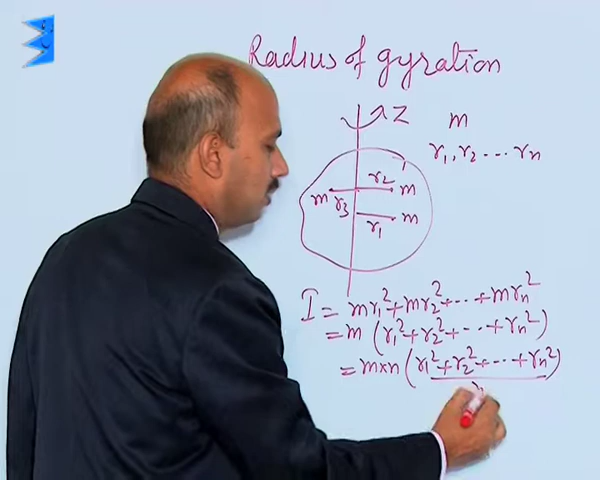 Radius of gyration
Z
m
r₁, r₂ ... rₙ
r₂
m
m
r₃
m
r₁
I = mr₁² + mr₂² + ... + mrₙ²
= m (r₁² + r₂² + ... + rₙ²)
= m×n (r₁² + r₂² + ... + rₙ²)